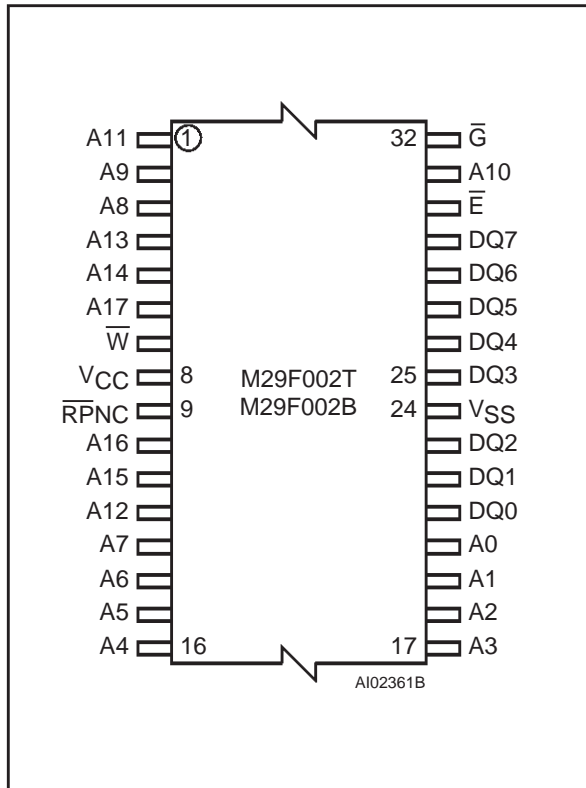 A11 1 32 G̅
A9 A10
A8 E̅
A13 DQ7
A14 DQ6
A17 DQ5
W̅ DQ4
VCC 8 M29F002T 25 DQ3
R̅P̅NC 9 M29F002B 24 VSS
A16 DQ2
A15 DQ1
A12 DQ0
A7 A0
A6 A1
A5 A2
A4 16 17 A3
AI02361B